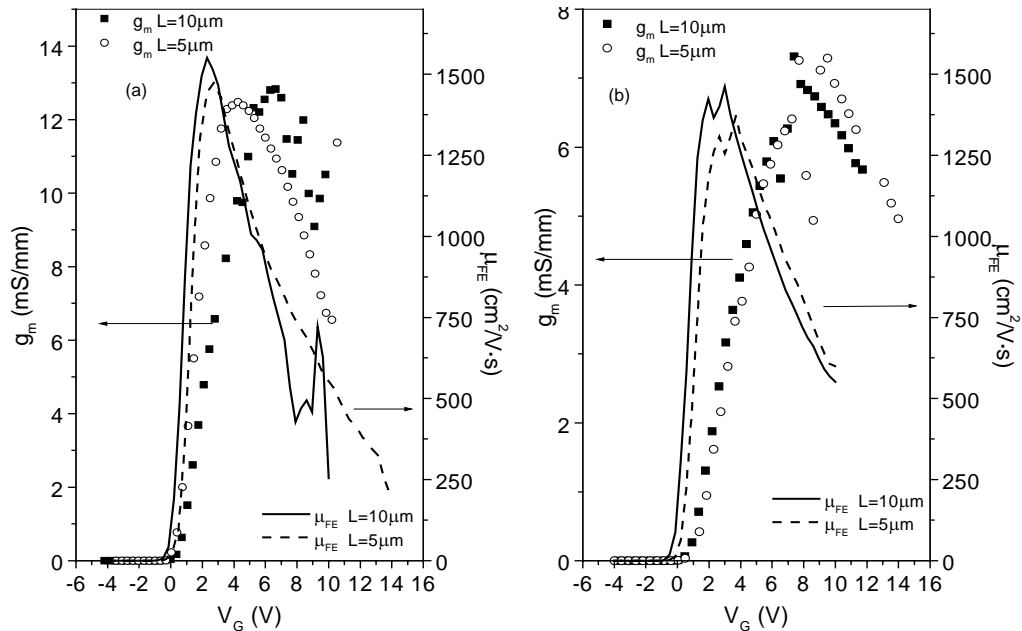 g_m L=10μm
g_m L=5μm
(a)
14
12
10
8
6
4
2
0
g_m (mS/mm)
1500
1250
1000
750
500
250
0
μ_FE (cm²/V·s)
μ_FE L=10μm
μ_FE L=5μm
-6 -4 -2 0 2 4 6 8 10 12 14 16
V_G (V)
g_m L=10μm
g_m L=5μm
(b)
8
6
4
2
0
g_m (mS/mm)
1500
1250
1000
750
500
250
0
μ_FE (cm²/V·s)
μ_FE L=10μm
μ_FE L=5μm
-6 -4 -2 0 2 4 6 8 10 12 14 16
V_G (V)